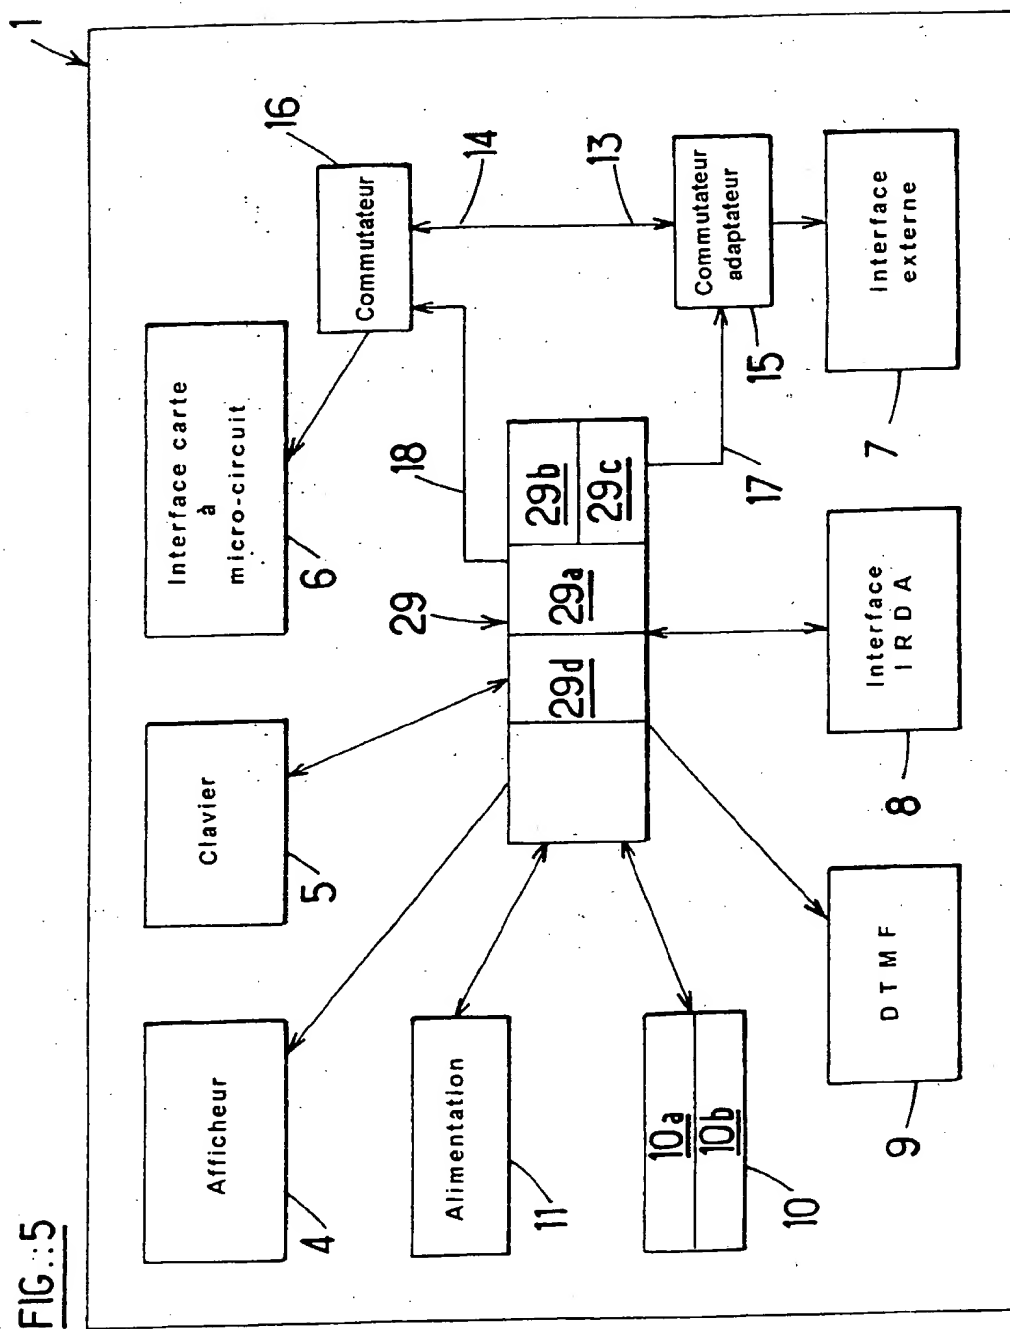 FIG.:5
1
Afficheur
4
Clavier
5
Interface carte
à
micro-circuit
6
Commutateur
16
Alimentation
11
29
18
14
13
29d
29a
29b
29c
10a
10b
10
17
Commutateur
adaptateur
15
DTMF
9
Interface
IRDA
8
Interface
externe
7